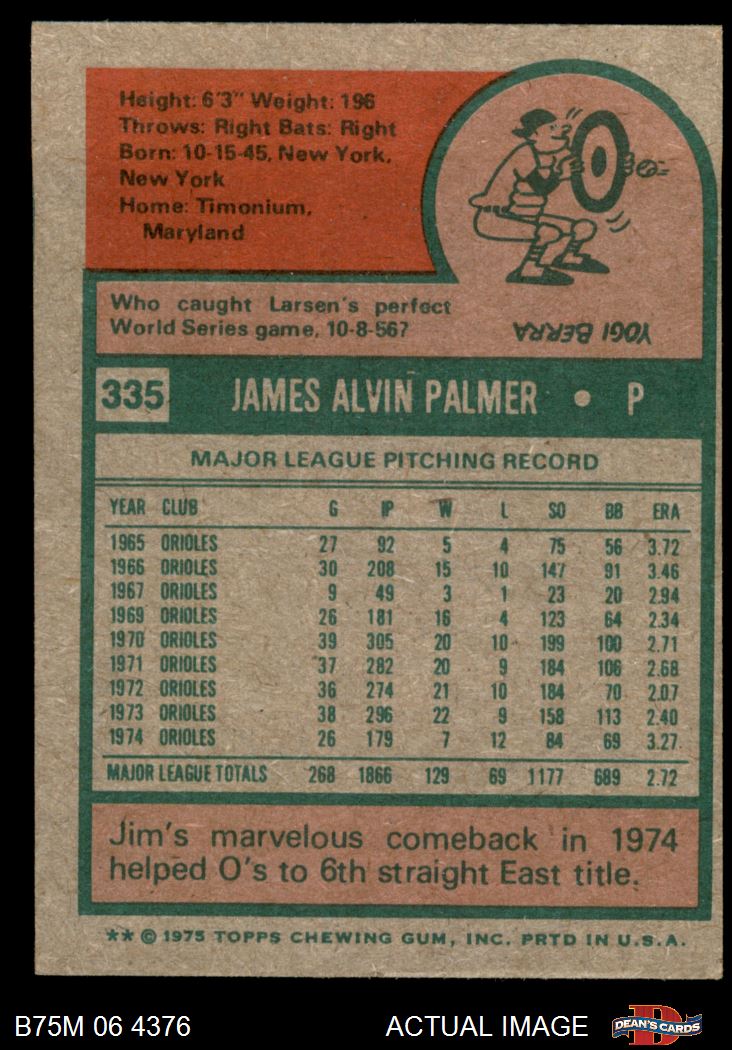 Height: 6'3" Weight: 196
Throws: Right Bats: Right
Born: 10-15-45, New York,
New York
Home: Timonium,
Maryland
Who caught Larsen's perfect
World Series game, 10-8-56?
YOGI BERRA
335 JAMES ALVIN PALMER • P
MAJOR LEAGUE PITCHING RECORD
YEAR CLUB G IP W L SO BB ERA
1965 ORIOLES 27 92 5 4 75 56 3.72
1966 ORIOLES 30 208 15 10 147 91 3.46
1967 ORIOLES 9 49 3 1 23 20 2.94
1969 ORIOLES 26 181 16 4 123 64 2.34
1970 ORIOLES 39 305 20 10 199 100 2.71
1971 ORIOLES 37 282 20 9 184 106 2.68
1972 ORIOLES 36 274 21 10 184 70 2.07
1973 ORIOLES 38 296 22 9 158 113 2.40
1974 ORIOLES 26 179 7 12 84 69 3.27
MAJOR LEAGUE TOTALS 268 1866 129 69 1177 689 2.72
Jim's marvelous comeback in 1974
helped O's to 6th straight East title.
** © 1975 TOPPS CHEWING GUM, INC. PRTD IN U.S.A.
B75M 06 4376 ACTUAL IMAGE
D
DEAN'S CARDS